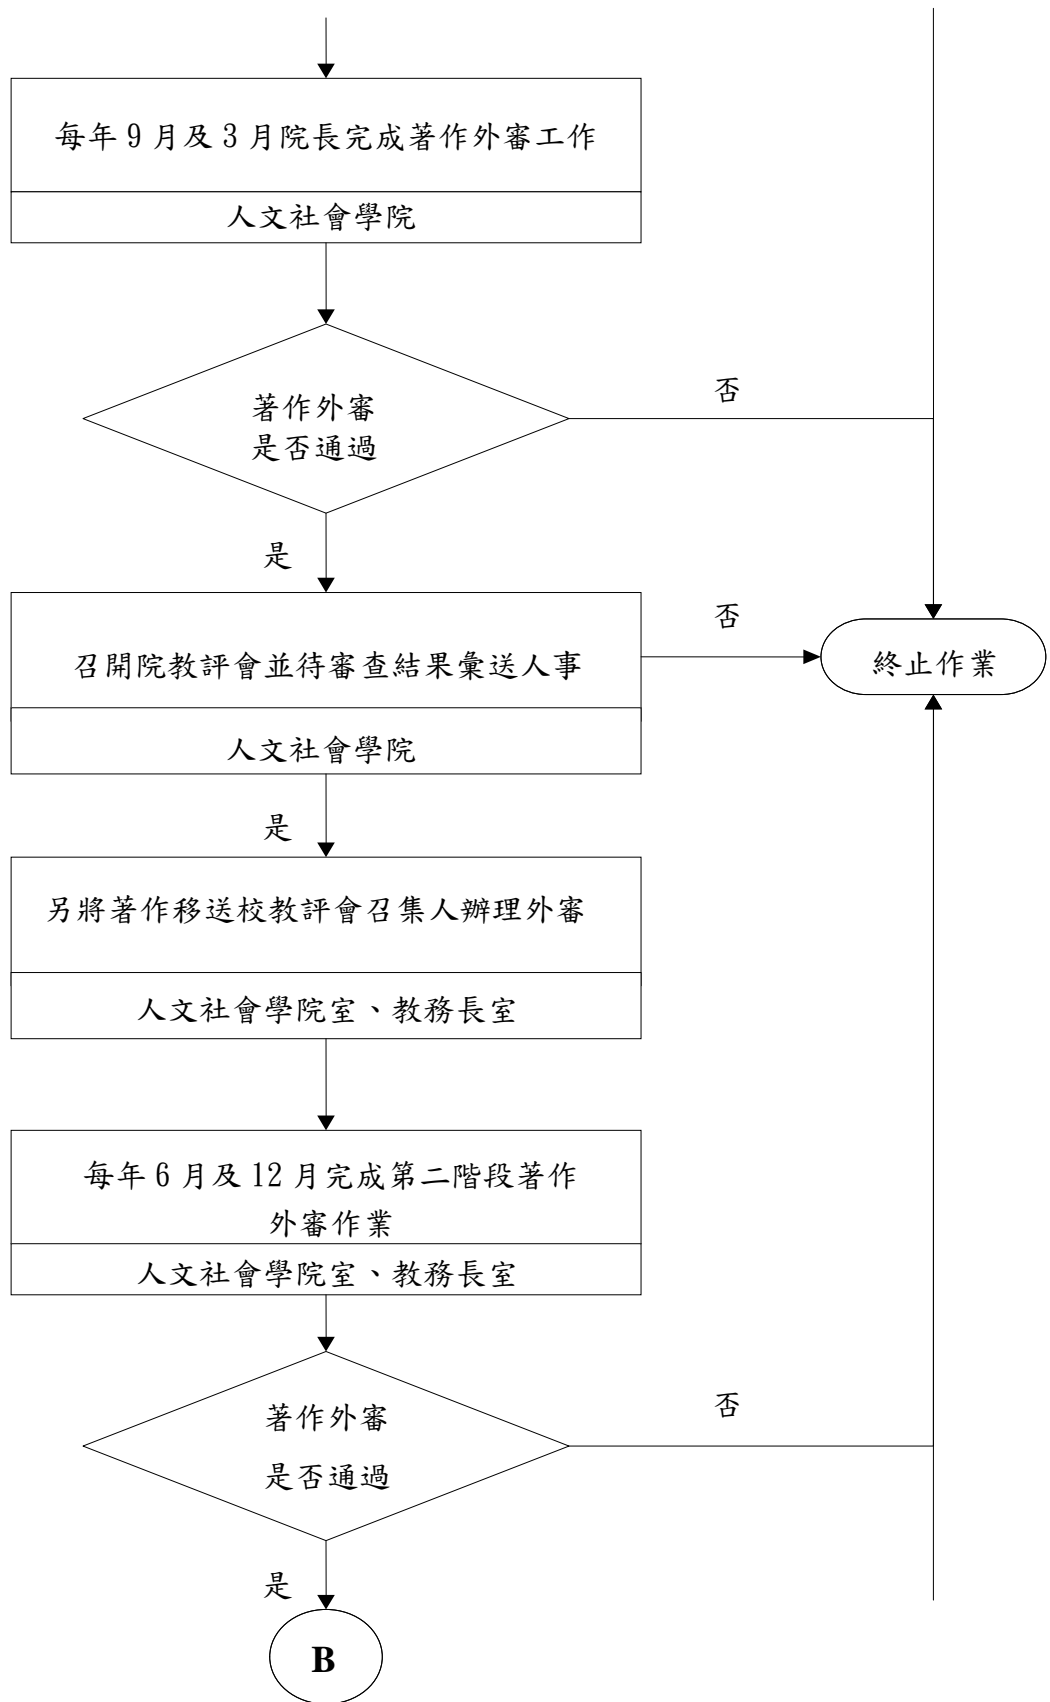 每年9月及3月院長完成著作外審工作
人文社會學院
著作外審
是否通過
否
是
召開院教評會並待審查結果彙送人事
否
終止作業
人文社會學院
是
另將著作移送校教評會召集人辦理外審
人文社會學院室、教務長室
每年6月及12月完成第二階段著作
外審作業
人文社會學院室、教務長室
著作外審
是否通過
否
是
B